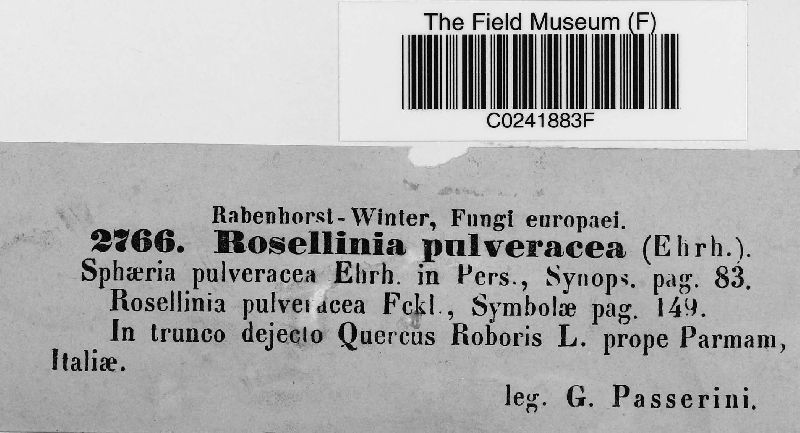 The Field Museum (F)
C0241883F
Rabenhorst-Winter, Fungi europaei.
2766. Rosellinia pulveracea (Ehrh.).
Sphæria pulveracea Ehrh. in Pers., Synops. pag. 83.
Rosellinia pulveracea Fckl., Symbolæ pag. 149.
In trunco dejecto Quercus Roboris L. prope Parmam,
Italiæ.
leg. G. Passerini.